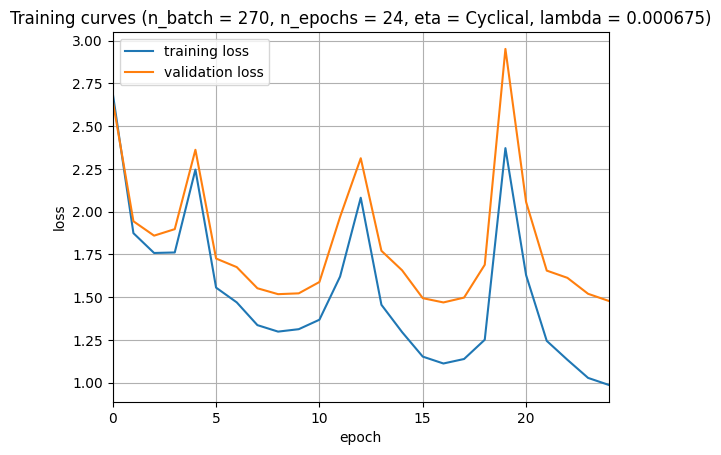 Training curves (n_batch = 270, n_epochs = 24, eta = Cyclical, lambda = 0.000675)
training loss
validation loss
3.00
2.75
2.50
2.25
2.00
1.75
1.50
1.25
1.00
loss
0 5 10 15 20
epoch